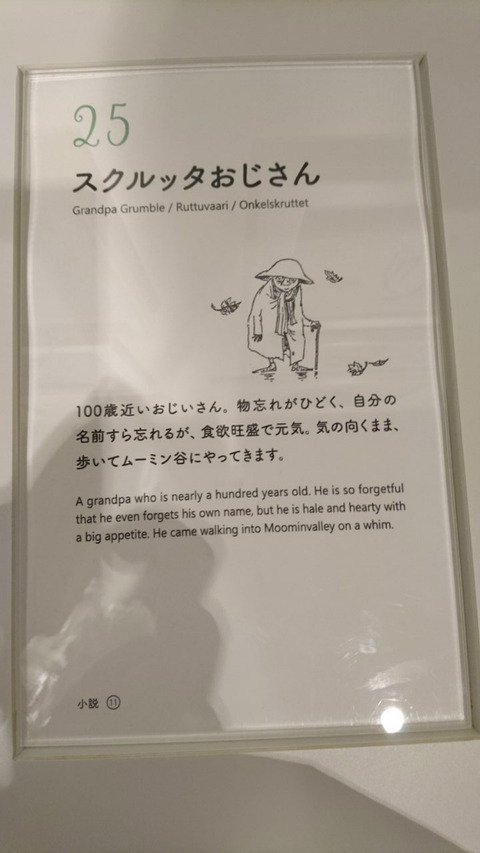 25
スクルッタおじさん
Grandpa Grumble / Ruttuvaari / Onkelskruttet
100歳近いおじいさん。物忘れがひどく、自分の
名前すら忘れるが、食欲旺盛で元気。気の向くまま、
歩いてムーミン谷にやってきます。
A grandpa who is nearly a hundred years old. He is so forgetful
that he even forgets his own name, but he is hale and hearty with
a big appetite. He came walking into Moominvalley on a whim.
小説 ⑪